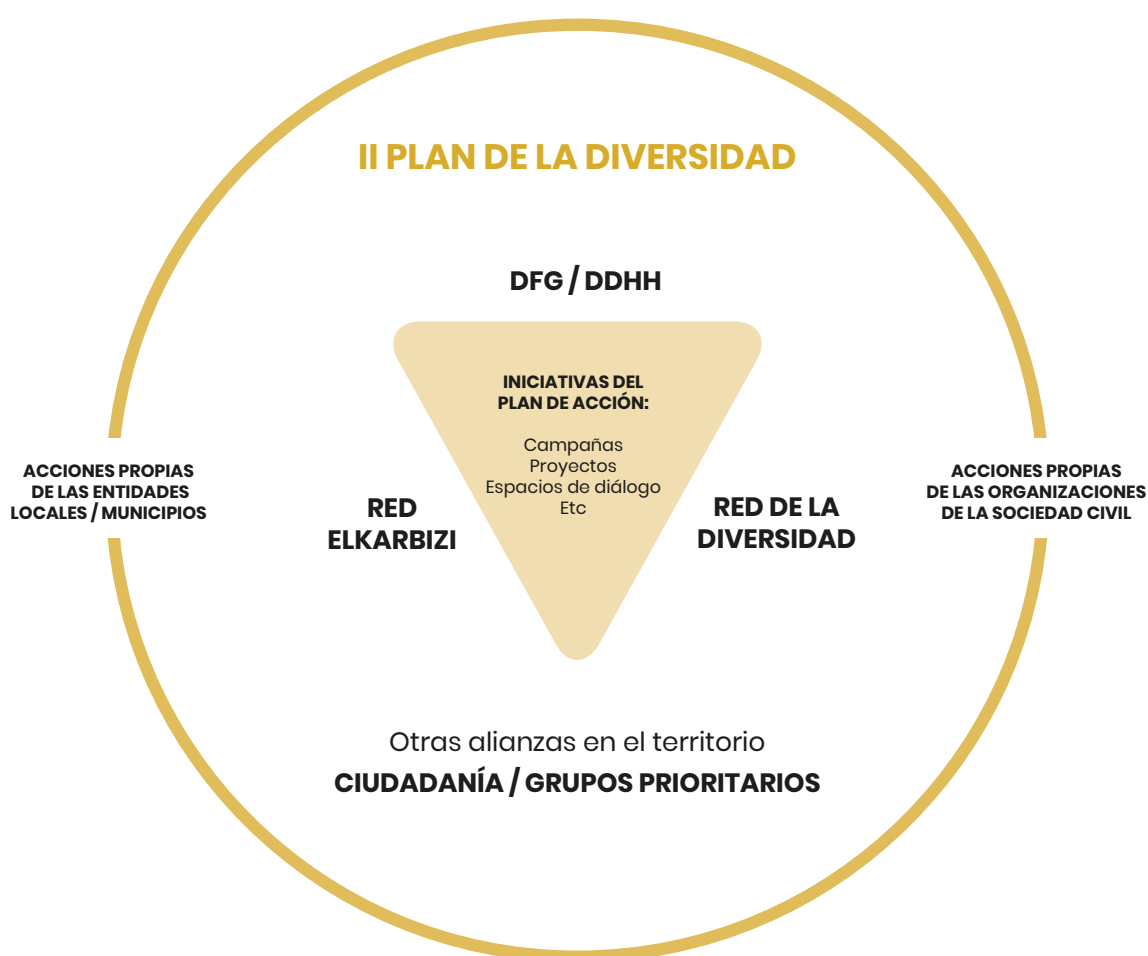 II PLAN DE LA DIVERSIDAD
DFG / DDHH
INICIATIVAS DEL
PLAN DE ACCIÓN:
Campañas
Proyectos
Espacios de diálogo
Etc
ACCIONES PROPIAS
DE LAS ENTIDADES
LOCALES / MUNICIPIOS
RED
ELKARBIZI
RED DE LA
DIVERSIDAD
ACCIONES PROPIAS
DE LAS ORGANIZACIONES
DE LA SOCIEDAD CIVIL
Otras alianzas en el territorio
CIUDADANÍA / GRUPOS PRIORITARIOS